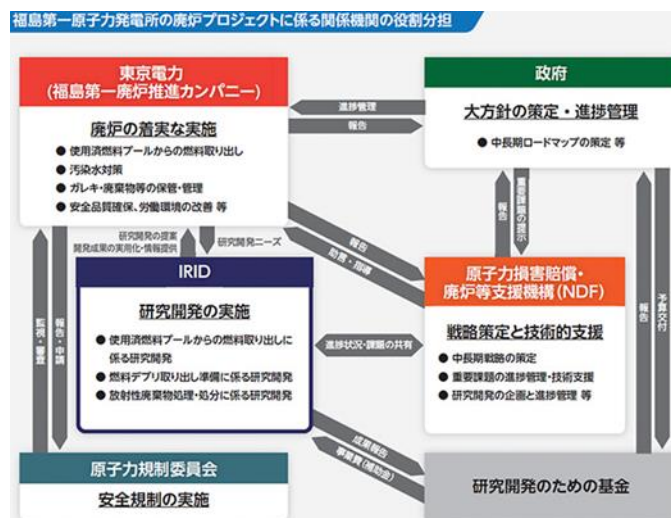 福島第一原子力発電所の廃炉プロジェクトに係る関係機関の役割分担
東京電力
(福島第一廃炉推進カンパニー)
廃炉の着実な実施
● 使用済燃料プールからの燃料取り出し
● 汚染水対策
● ガレキ・廃棄物等の保管・管理
● 安全品質確保、労働環境の改善 等
進捗管理
報告
政府
大方針の策定・進捗管理
● 中長期ロードマップの策定 等
研究開発の提案
開発成果の実用化・情報提供
研究開発ニーズ
報告
助言・指導
報告
重要課題の提示
IRID
研究開発の実施
● 使用済燃料プールからの燃料取り出しに
係る研究開発
● 燃料デブリ取り出し準備に係る研究開発
● 放射性廃棄物処理・処分に係る研究開発
進捗状況・課題の共有
原子力損害賠償・
廃炉等支援機構(NDF)
戦略策定と技術的支援
● 中長期戦略の策定
● 重要課題の進捗管理・技術支援
● 研究開発の企画と進捗管理 等
監視・審査
報告・申請
報告
予算交付
成果報告
事業費(補助金)
原子力規制委員会
安全規制の実施
研究開発のための基金